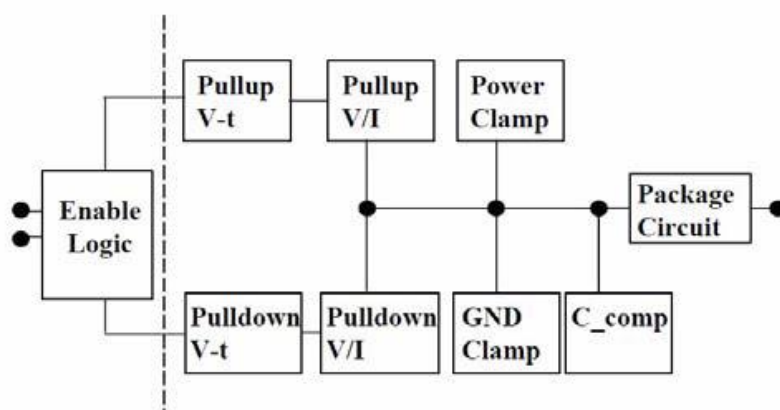 Pullup
V-t
Pullup
V/I
Power
Clamp
Enable
Logic
Package
Circuit
Pulldown
V-t
Pulldown
V/I
GND
Clamp
C_comp